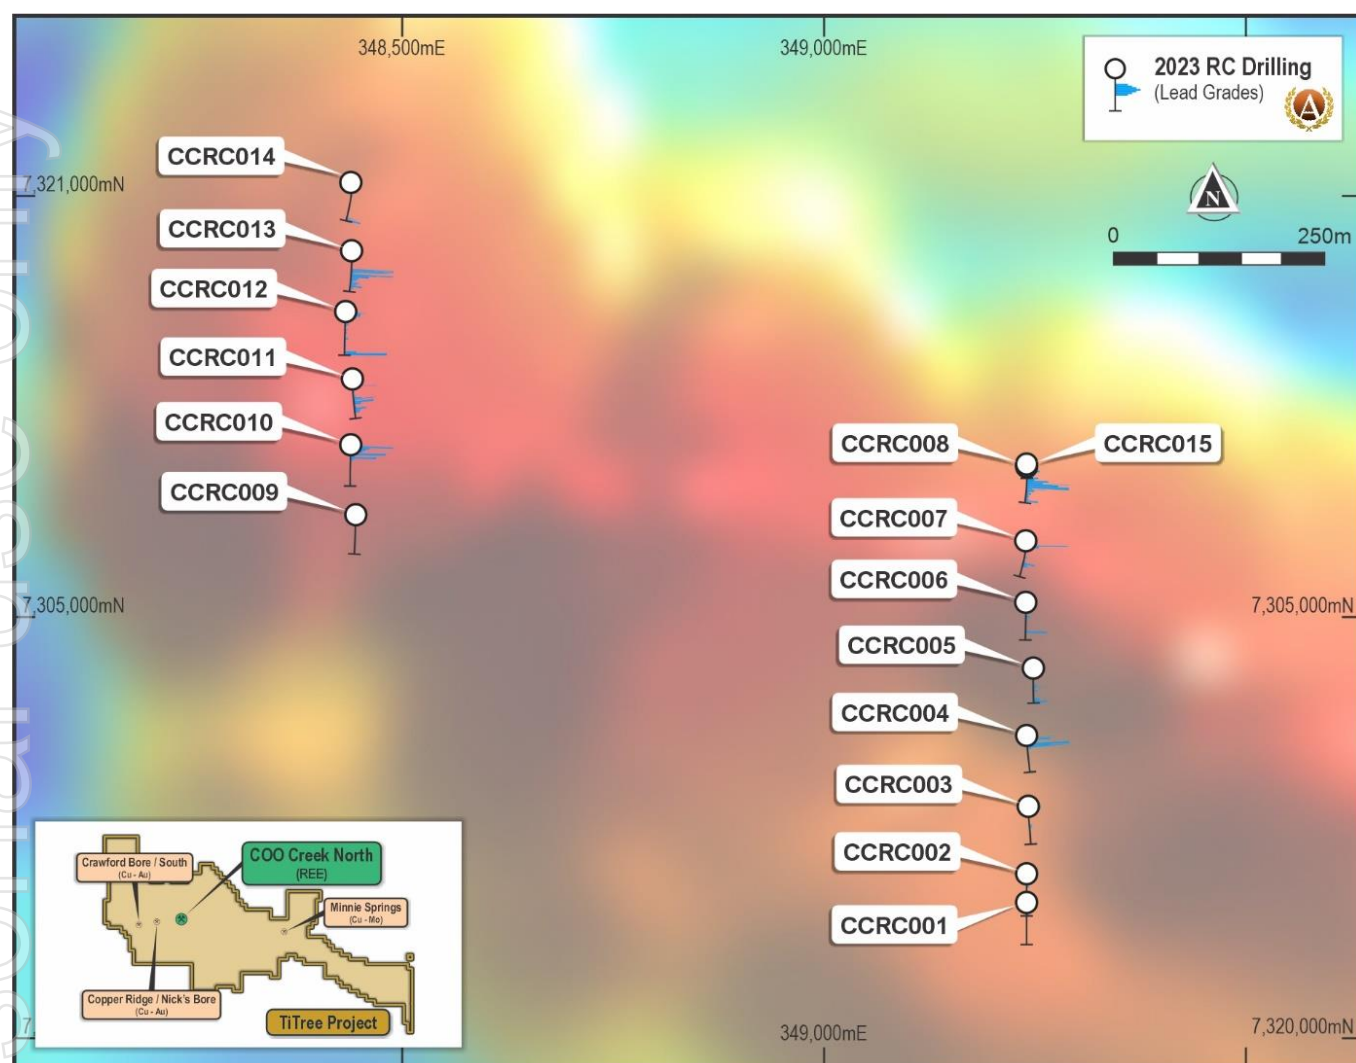 348,500mE
349,000mE
2023 RC Drilling
(Lead Grades)
A
N
0 250m
7,321,000mN
CCRC014
CCRC013
CCRC012
CCRC011
CCRC010
CCRC009
CCRC008
CCRC015
CCRC007
CCRC006
7,305,000mN
7,305,000mN
CCRC005
CCRC004
CCRC003
CCRC002
CCRC001
Crawford Bore / South
(Cu - Au)
COO Creek North
(REE)
Minnie Springs
(Cu - Mo)
Copper Ridge / Nick's Bore
(Cu - Au)
TiTree Project
349,000mE
7,320,000mN